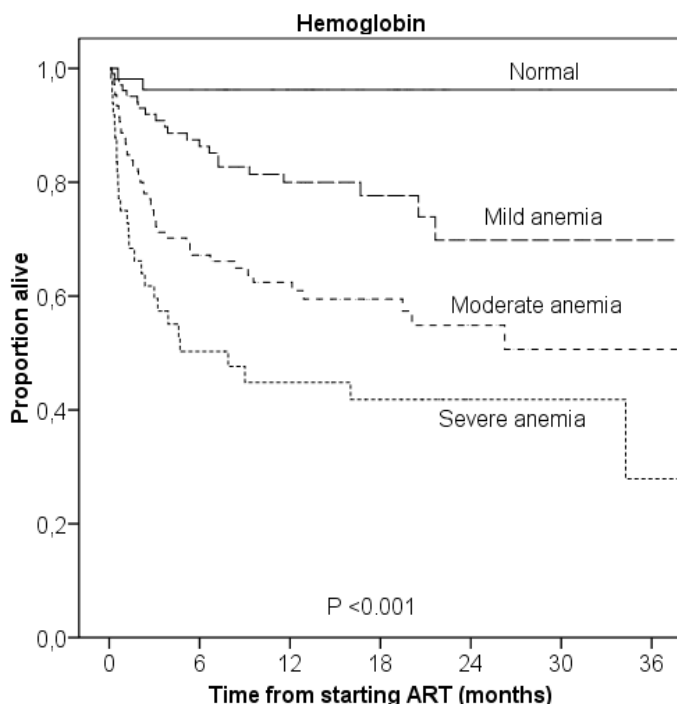 Hemoglobin
Normal
Mild anemia
Moderate anemia
Severe anemia
P <0.001
Proportion alive
1,0
0,8
0,6
0,4
0,2
0,0
0 6 12 18 24 30 36
Time from starting ART (months)